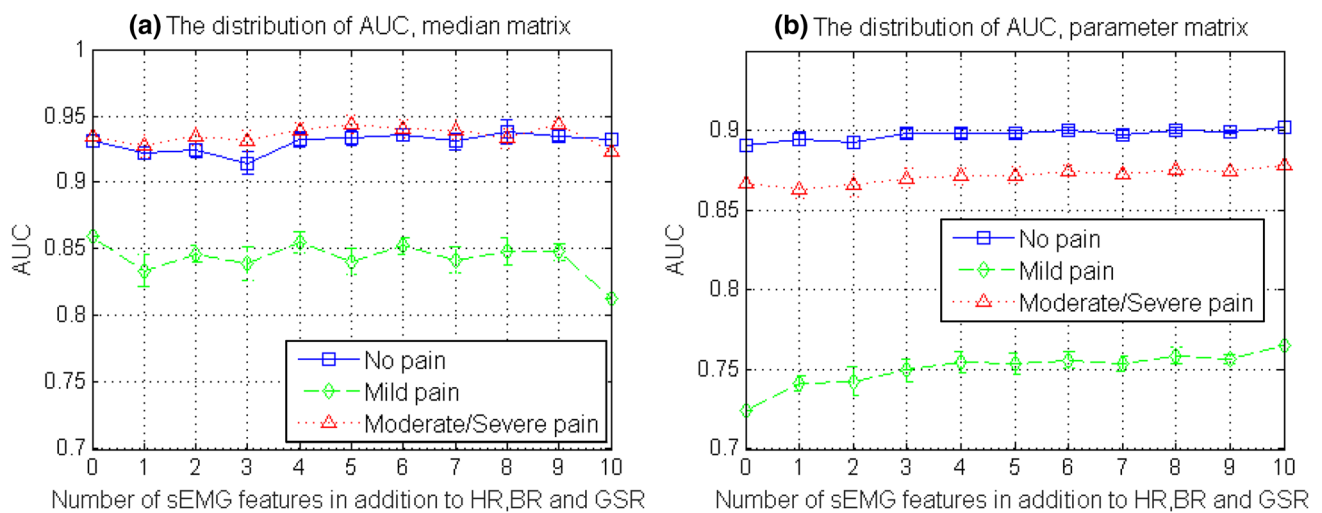 (a) The distribution of AUC, median matrix
1
0.95
0.9
0.85
0.8
0.75
0.7
AUC
No pain
Mild pain
Moderate/Severe pain
0 1 2 3 4 5 6 7 8 9 10
Number of sEMG features in addition to HR,BR and GSR
(b) The distribution of AUC, parameter matrix
0.9
0.85
0.8
0.75
0.7
AUC
No pain
Mild pain
Moderate/Severe pain
0 1 2 3 4 5 6 7 8 9 10
Number of sEMG features in addition to HR,BR and GSR